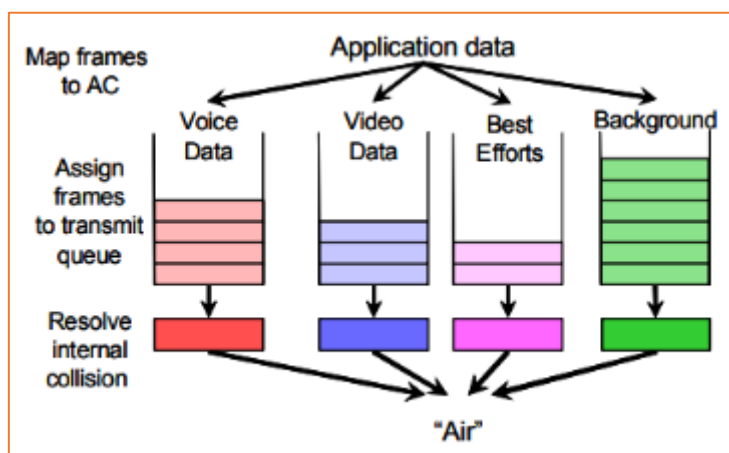 Map frames
to AC
Application data
Voice
Data
Video
Data
Best
Efforts
Background
Assign
frames
to transmit
queue
Resolve
internal
collision
“Air”